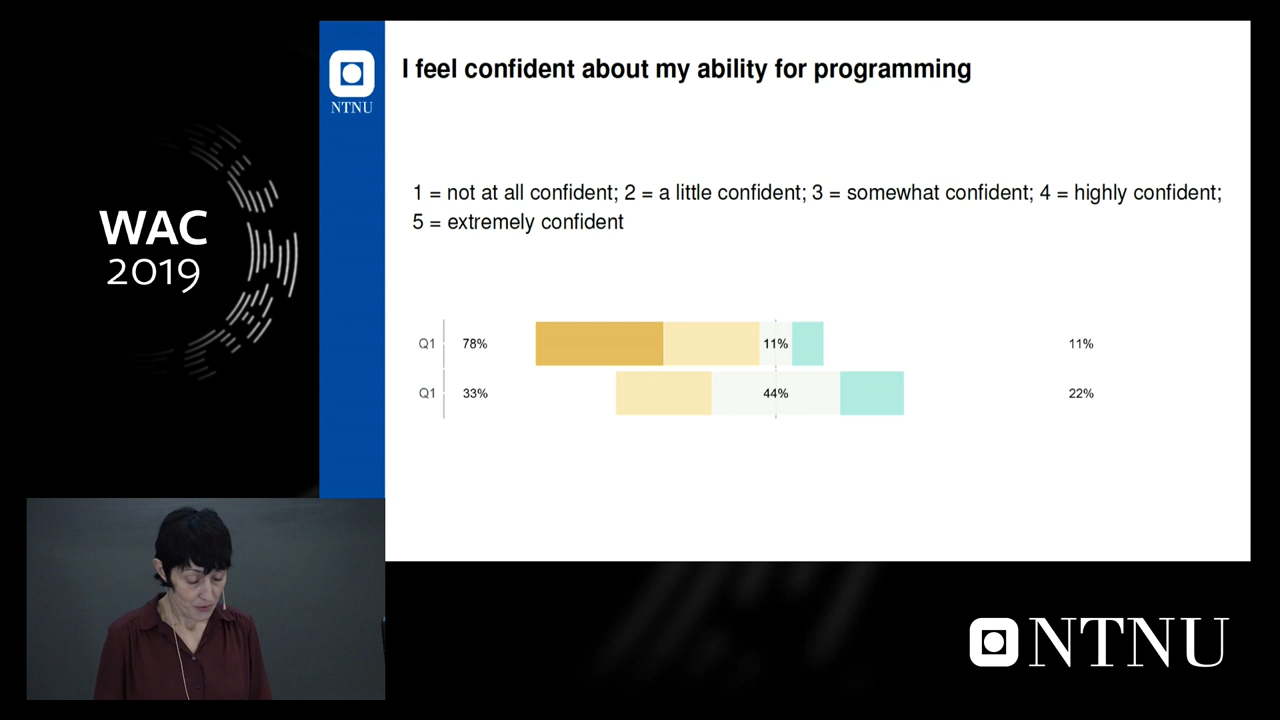 I feel confident about my ability for programming
NTNU
1 = not at all confident; 2 = a little confident; 3 = somewhat confident; 4 = highly confident;
5 = extremely confident
WAC
2019
Q1 78% 11% 11%
Q1 33% 44% 22%
NTNU